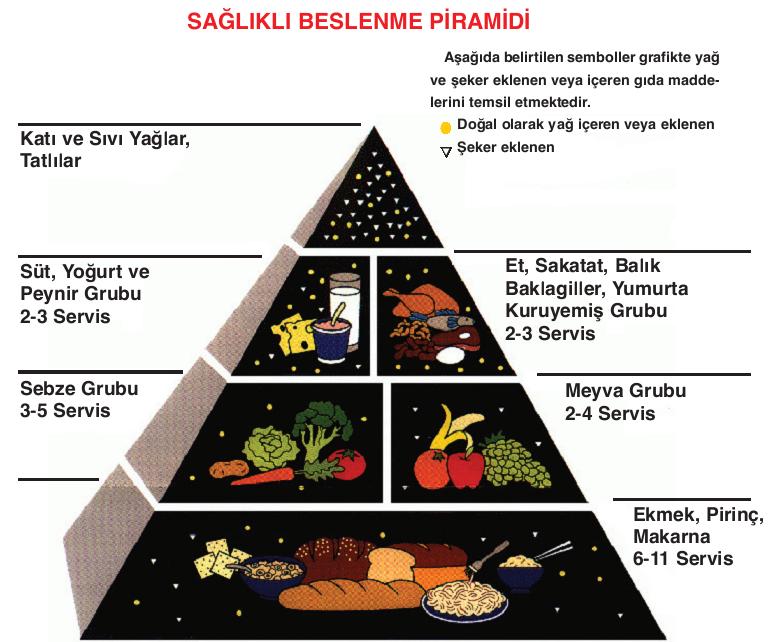 SAĞLIKLI BESLENME PİRAMİDİ
Aşağıda belirtilen semboller grafikte yağ
ve şeker eklenen veya içeren gıda madde-
lerini temsil etmektedir.
Doğal olarak yağ içeren veya eklenen
Şeker eklenen
Katı ve Sıvı Yağlar,
Tatlılar
Süt, Yoğurt ve
Peynir Grubu
2-3 Servis
Et, Sakatat, Balık
Baklagiller, Yumurta
Kuruyemiş Grubu
2-3 Servis
Sebze Grubu
3-5 Servis
Meyva Grubu
2-4 Servis
Ekmek, Pirinç,
Makarna
6-11 Servis